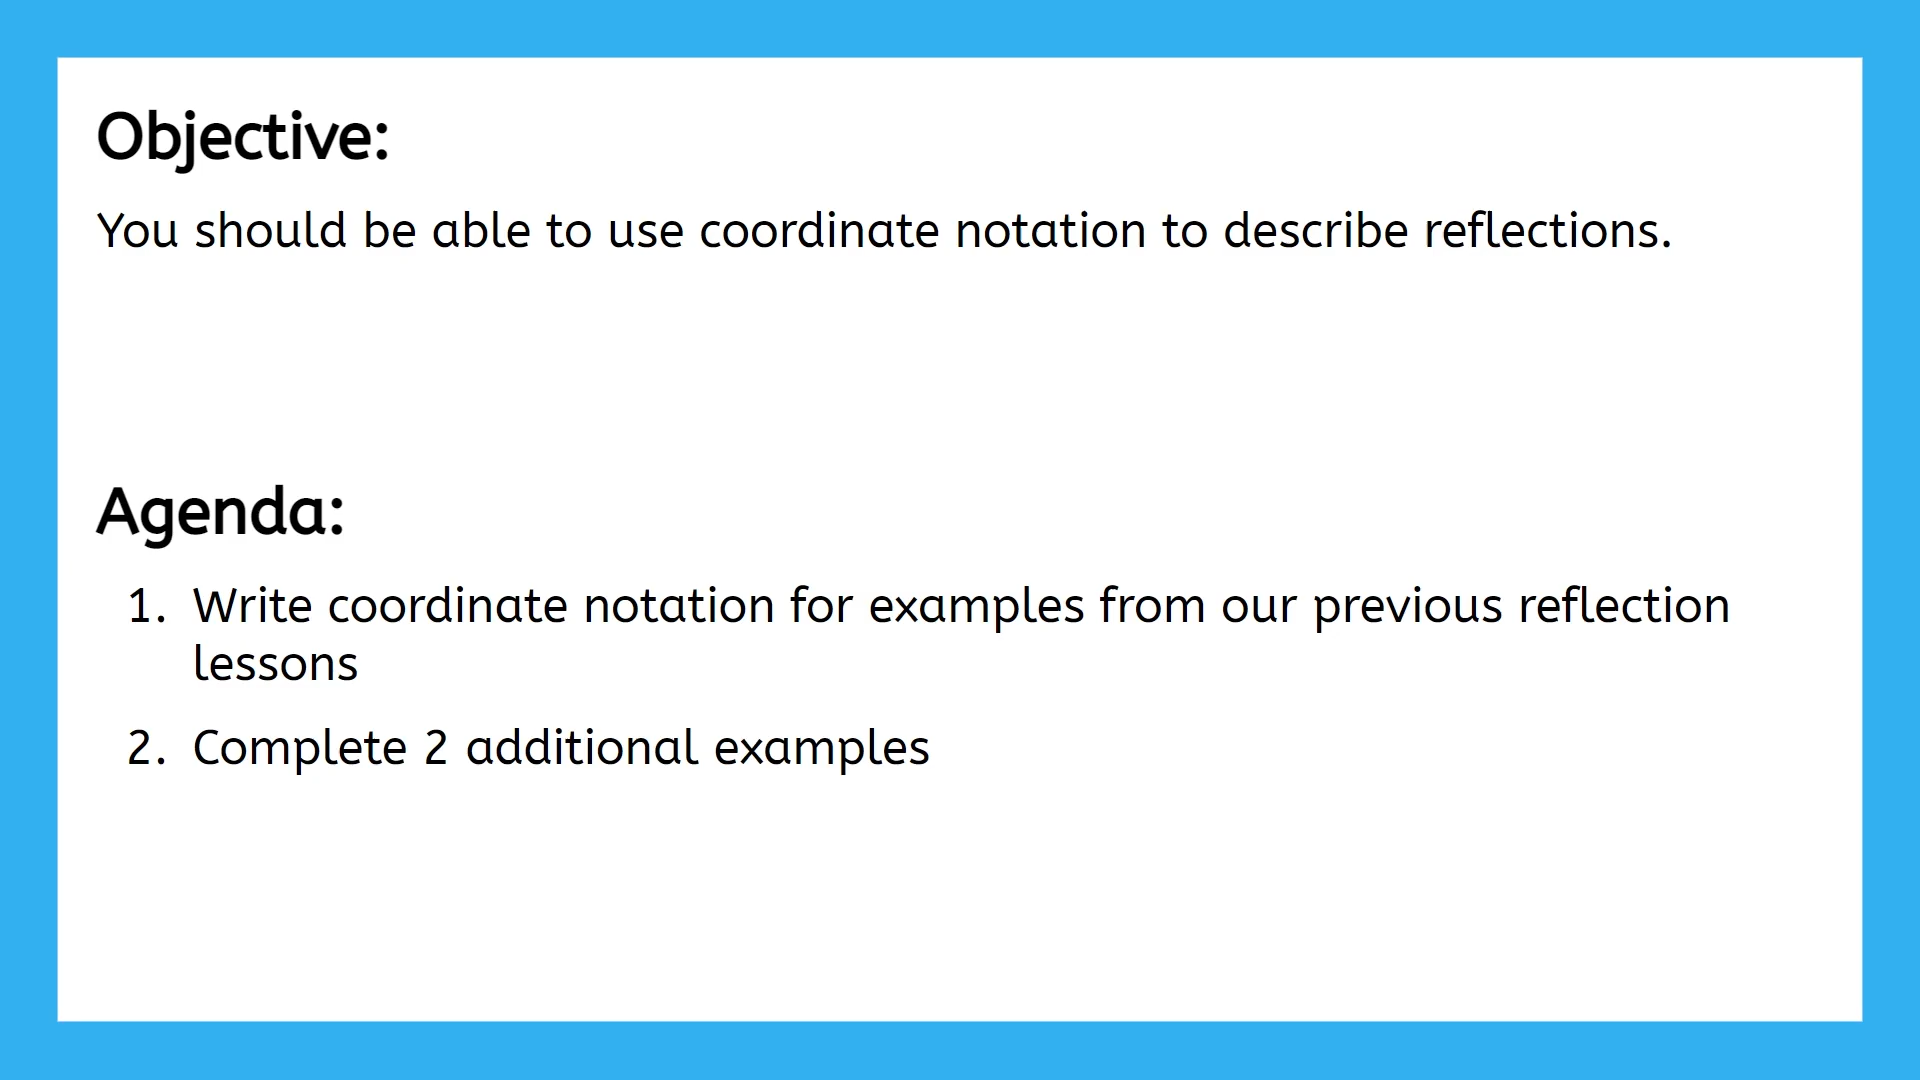 Objective:
You should be able to use coordinate notation to describe reflections.
Agenda:
1. Write coordinate notation for examples from our previous reflection
lessons
2. Complete 2 additional examples